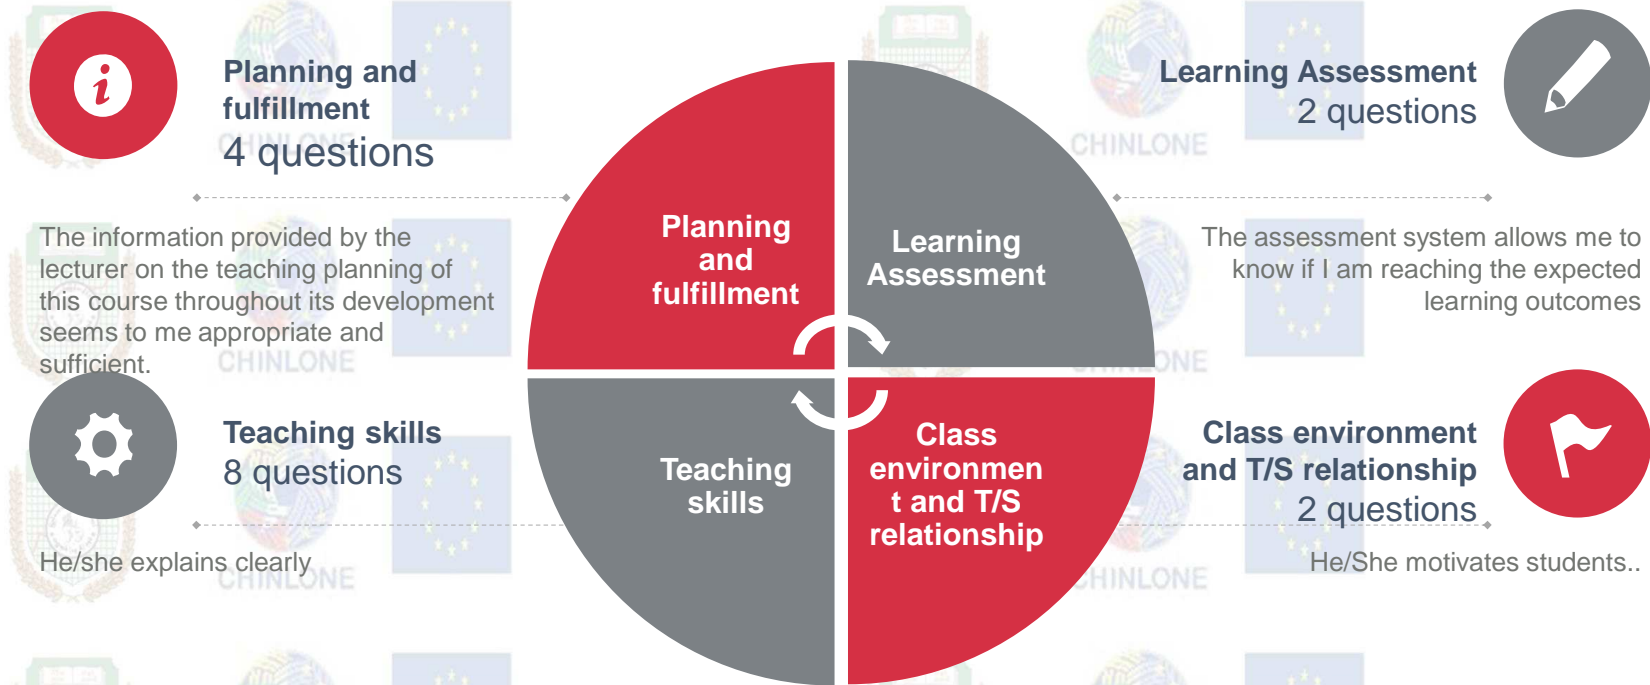 Planning and
fulfillment
4 questions
The information provided by the
lecturer on the teaching planning of
this course throughout its development
seems to me appropriate and
sufficient.
Teaching skills
8 questions
He/she explains clearly
Planning
and
fulfillment
Learning
Assessment
Teaching
skills
Class
environmen
t and T/S
relationship
Learning Assessment
2 questions
The assessment system allows me to
know if I am reaching the expected
learning outcomes
Class environment
and T/S relationship
2 questions
He/She motivates students..
CHINLONE
CHINLONE
CHINLONE
CHINLONE
CHINLONE
CHINLONE